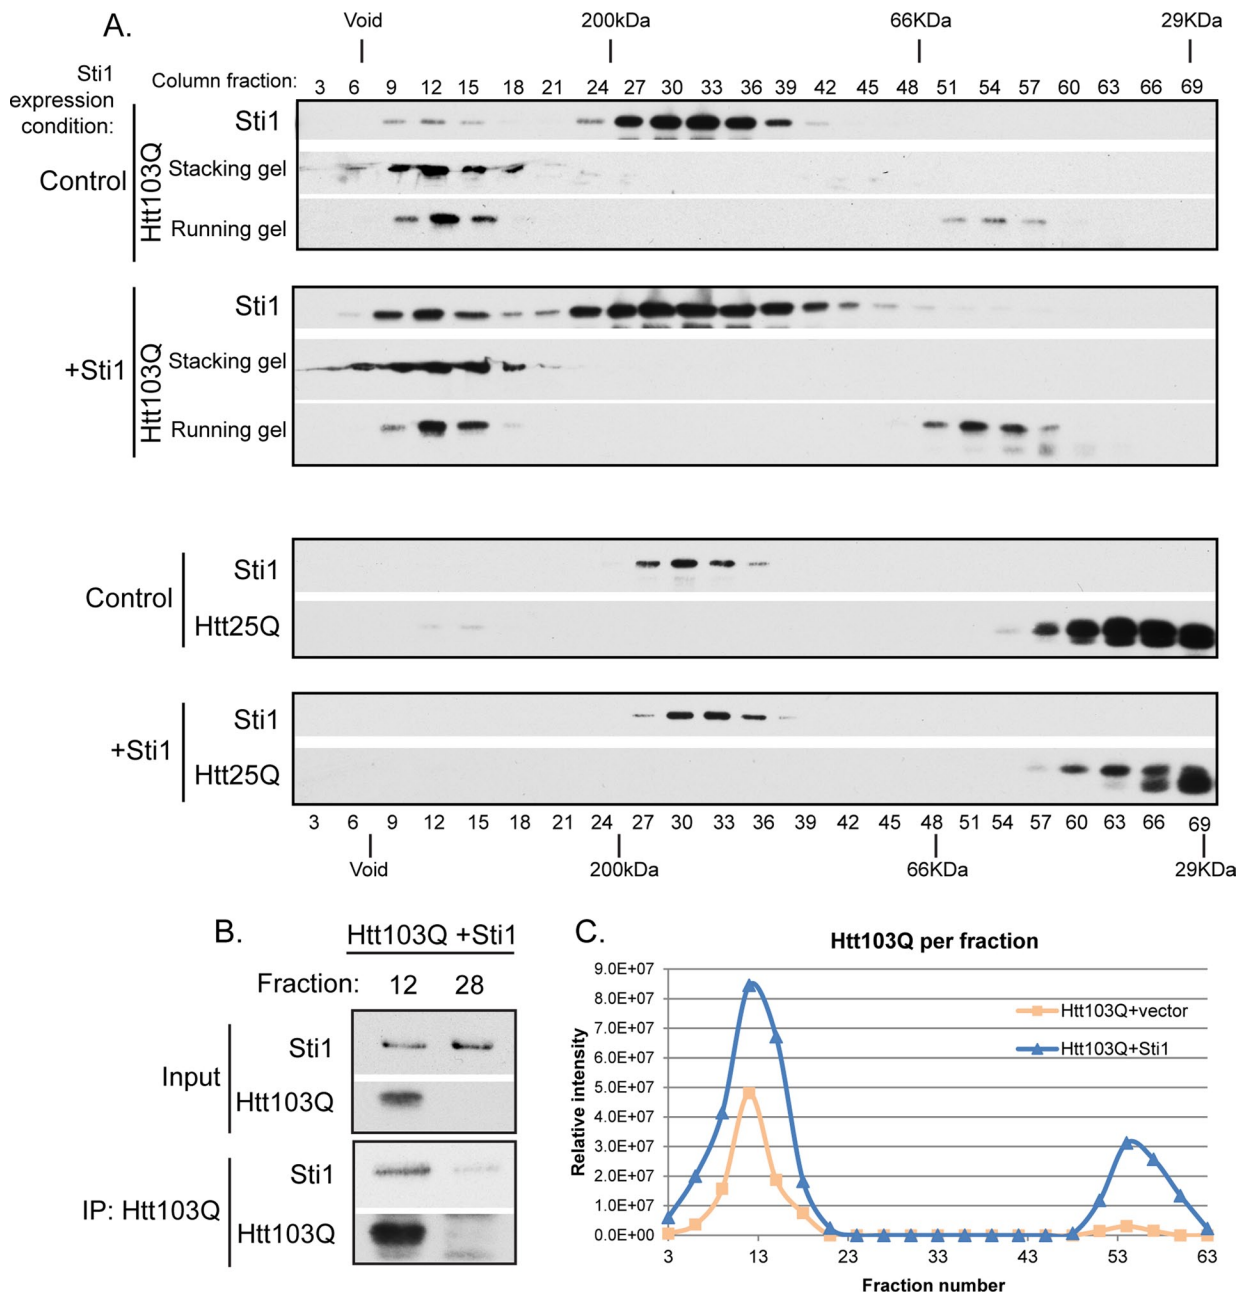 A.
Void 200kDa 66KDa 29KDa
Sti1 expression condition:
Column fraction: 3 6 9 12 15 18 21 24 27 30 33 36 39 42 45 48 51 54 57 60 63 66 69
Control
Sti1
Htt103Q
Stacking gel
Running gel
+Sti1
Sti1
Htt103Q
Stacking gel
Running gel
Control
Sti1
Htt25Q
+Sti1
Sti1
Htt25Q
3 6 9 12 15 18 21 24 27 30 33 36 39 42 45 48 51 54 57 60 63 66 69
Void 200kDa 66KDa 29KDa
B.
Htt103Q +Sti1
Fraction: 12 28
Input
Sti1
Htt103Q
IP: Htt103Q
Sti1
Htt103Q
C.
Htt103Q per fraction
Relative intensity
9.0E+07
8.0E+07
7.0E+07
6.0E+07
5.0E+07
4.0E+07
3.0E+07
2.0E+07
1.0E+07
0.0E+00
Htt103Q+vector
Htt103Q+Sti1
3 13 23 33 43 53 63
Fraction number